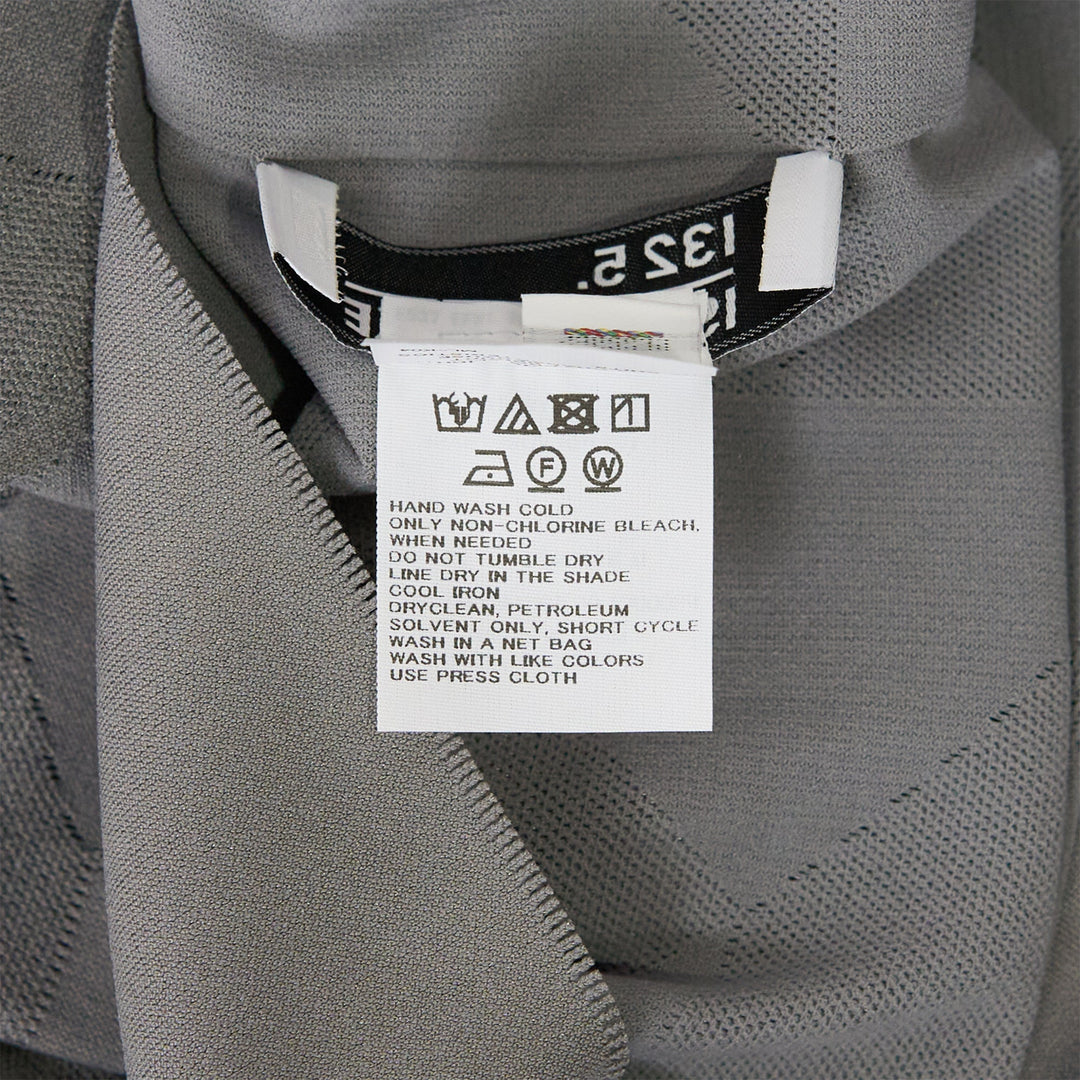 132 5.
HAND WASH COLD
ONLY NON-CHLORINE BLEACH,
WHEN NEEDED
DO NOT TUMBLE DRY
LINE DRY IN THE SHADE
COOL IRON
DRYCLEAN, PETROLEUM
SOLVENT ONLY, SHORT CYCLE
WASH IN A NET BAG
WASH WITH LIKE COLORS
USE PRESS CLOTH
F
W